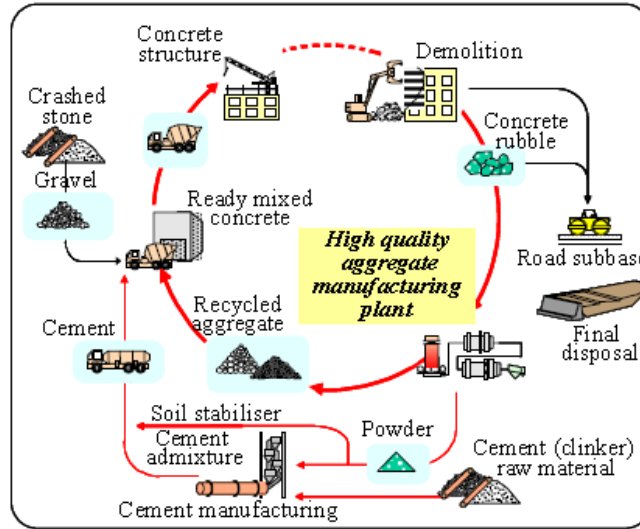 Concrete
structure
Demolition
Crashed
stone
Concrete
rubble
Gravel
Ready mixed
concrete
High quality
aggregate
manufacturing
plant
Road subbase
Recycled
aggregate
Cement
Final
disposal
Soil stabiliser
Powder
Cement
admixture
Cement (clinker)
raw material
Cement manufacturing